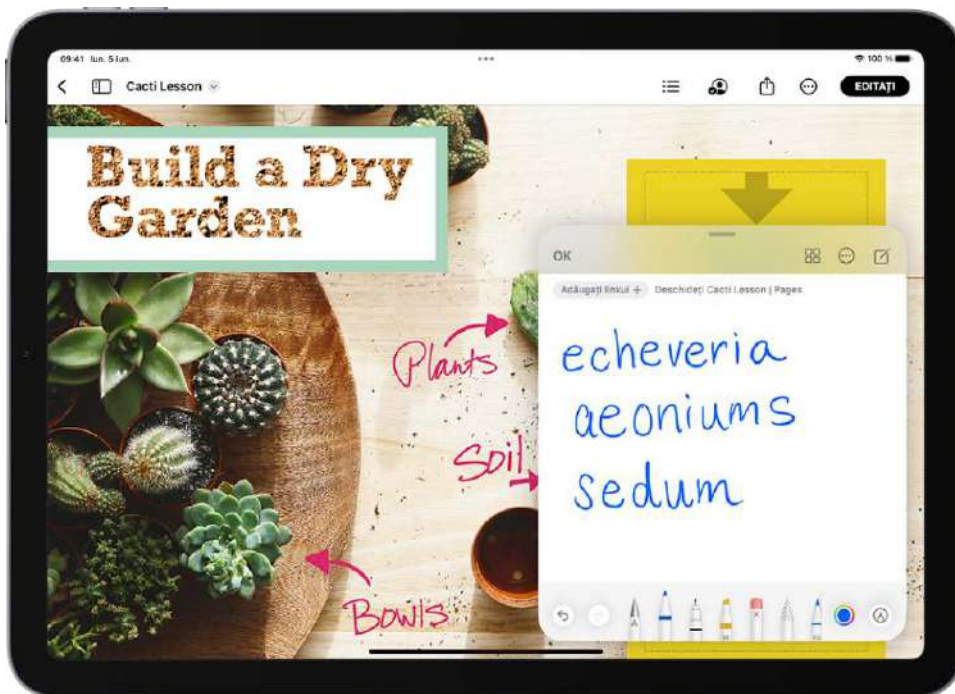 09:41 lun. 5 iun.
100 %
Cacti Lesson
EDITAȚI
Build a Dry
Garden
OK
Adăugați linkul +
Deschideți Cacti Lesson | Pages
echeveria
aeoniums
sedum
Plants
Soil
Bowls